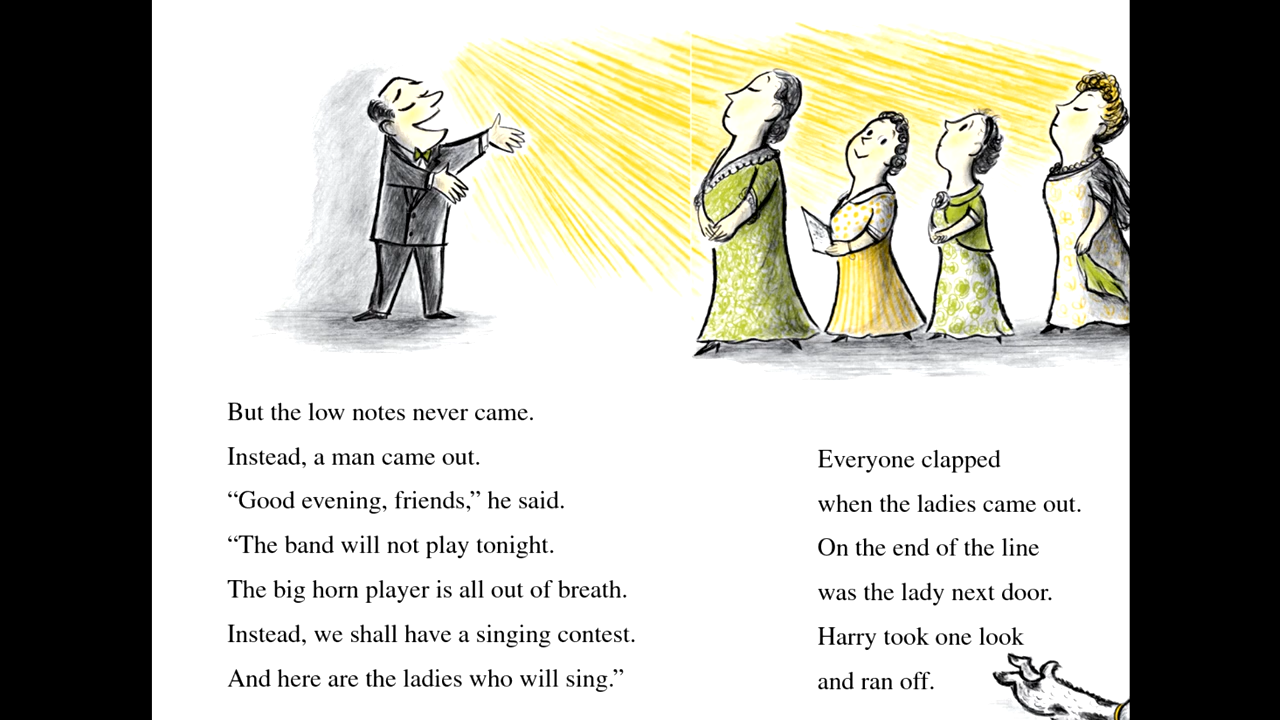 But the low notes never came.
Instead, a man came out.
“Good evening, friends,” he said.
“The band will not play tonight.
The big horn player is all out of breath.
Instead, we shall have a singing contest.
And here are the ladies who will sing.”
Everyone clapped
when the ladies came out.
On the end of the line
was the lady next door.
Harry took one look
and ran off.